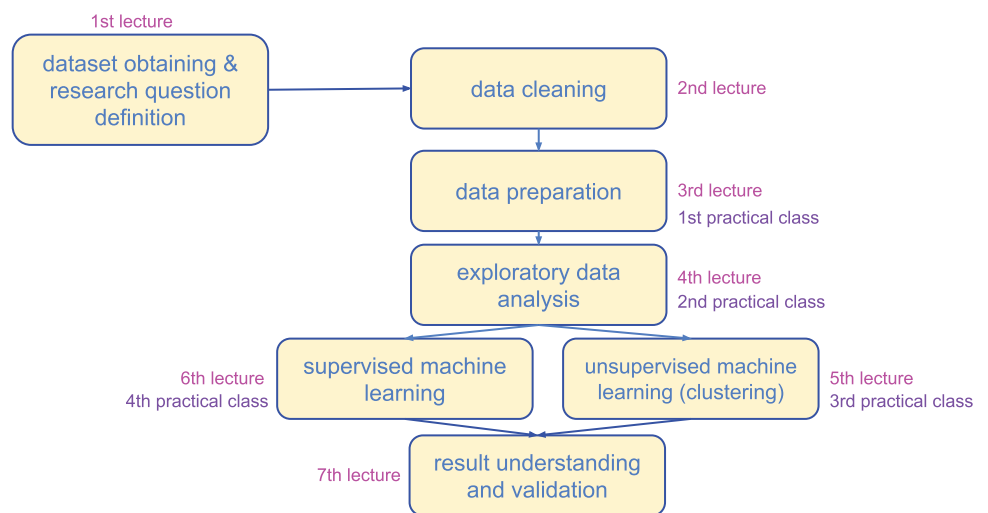 1st lecture
dataset obtaining &
research question
definition
data cleaning
2nd lecture
data preparation
3rd lecture
1st practical class
exploratory data
analysis
4th lecture
2nd practical class
6th lecture
4th practical class
supervised machine
learning
unsupervised machine
learning (clustering)
5th lecture
3rd practical class
7th lecture
result understanding
and validation